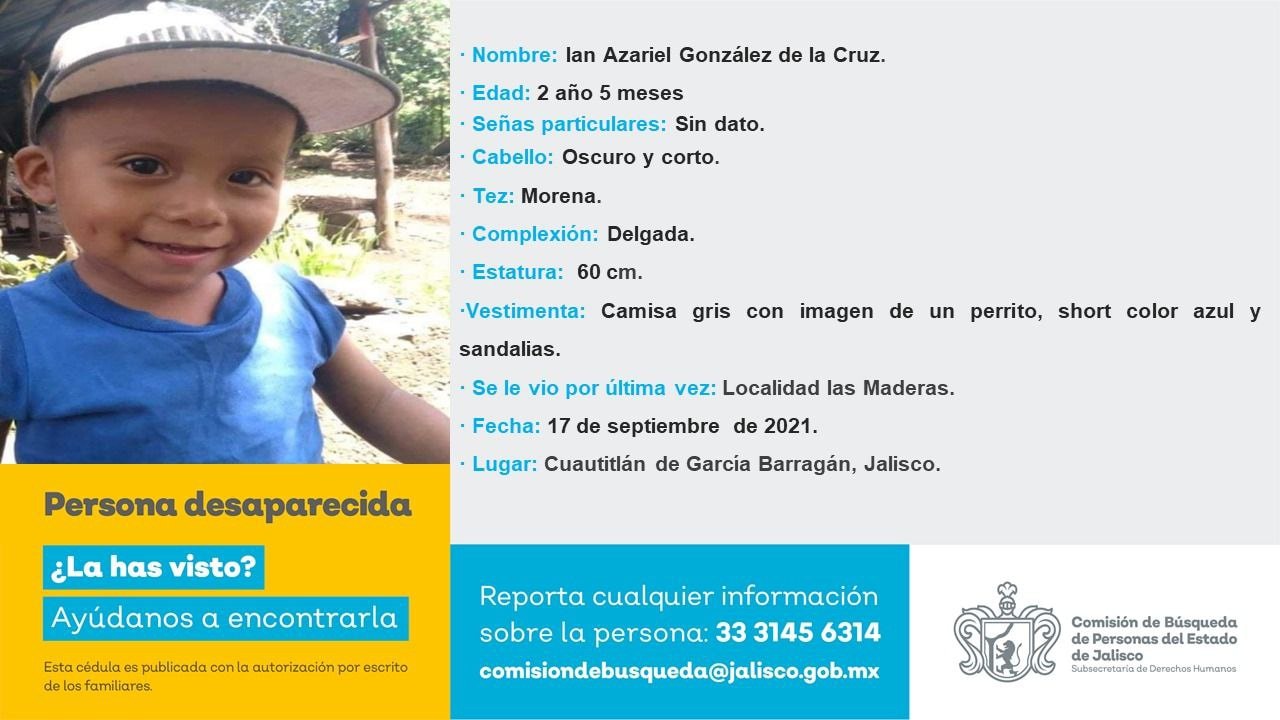 · Nombre: Ian Azariel González de la Cruz.
· Edad: 2 año 5 meses
· Señas particulares: Sin dato.
· Cabello: Oscuro y corto.
· Tez: Morena.
· Complexión: Delgada.
· Estatura: 60 cm.
·Vestimenta: Camisa gris con imagen de un perrito, short color azul y
sandalias.
· Se le vio por última vez: Localidad las Maderas.
· Fecha: 17 de septiembre de 2021.
· Lugar: Cuautitlán de García Barragán, Jalisco.
Persona desaparecida
¿La has visto?
Ayúdanos a encontrarla
Esta cédula es publicada con la autorización por escrito
de los familiares.
Reporta cualquier información
sobre la persona: 33 3145 6314
comisiondebusqueda@jalisco.gob.mx
Comisión de Búsqueda
de Personas del Estado
de Jalisco
Subsecretaría de Derechos Humanos